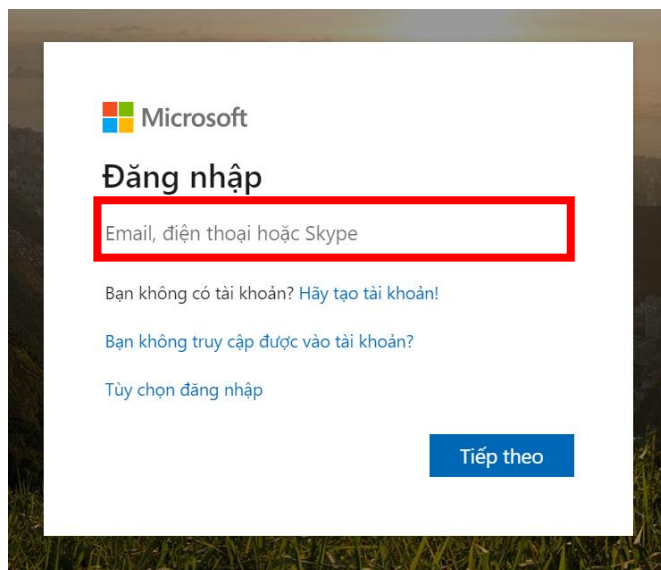 Microsoft
Đăng nhập
Email, điện thoại hoặc Skype
Bạn không có tài khoản? Hãy tạo tài khoản!
Bạn không truy cập được vào tài khoản?
Tùy chọn đăng nhập
Tiếp theo